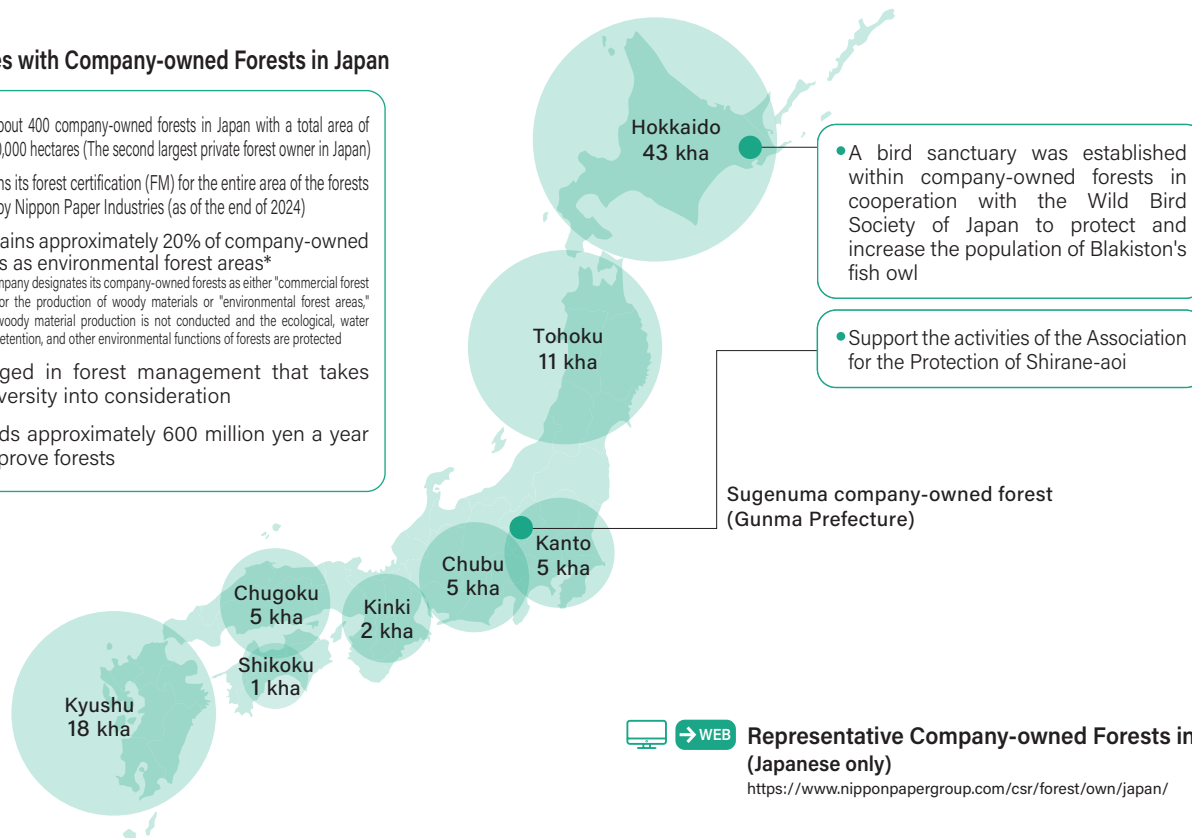 es with Company-owned Forests in Japan
bout 400 company-owned forests in Japan with a total area of
0,000 hectares (The second largest private forest owner in Japan)
ns its forest certification (FM) for the entire area of the forests
by Nippon Paper Industries (as of the end of 2024)
ains approximately 20% of company-owned
s as environmental forest areas*
mpany designates its company-owned forests as either "commercial forest
or the production of woody materials or "environmental forest areas,"
woody material production is not conducted and the ecological, water
etention, and other environmental functions of forests are protected
ged in forest management that takes
versity into consideration
ds approximately 600 million yen a year
prove forests
Hokkaido
43 kha
•A bird sanctuary was established
within company-owned forests in
cooperation with the Wild Bird
Society of Japan to protect and
increase the population of Blakiston's
fish owl
Tohoku
11 kha
•Support the activities of the Association
for the Protection of Shirane-aoi
Sugenuma company-owned forest
(Gunma Prefecture)
Kanto
5 kha
Chubu
5 kha
Chugoku
5 kha
Kinki
2 kha
Shikoku
1 kha
Kyushu
18 kha
WEB
Representative Company-owned Forests in
(Japanese only)
https://www.nipponpapergroup.com/csr/forest/own/japan/